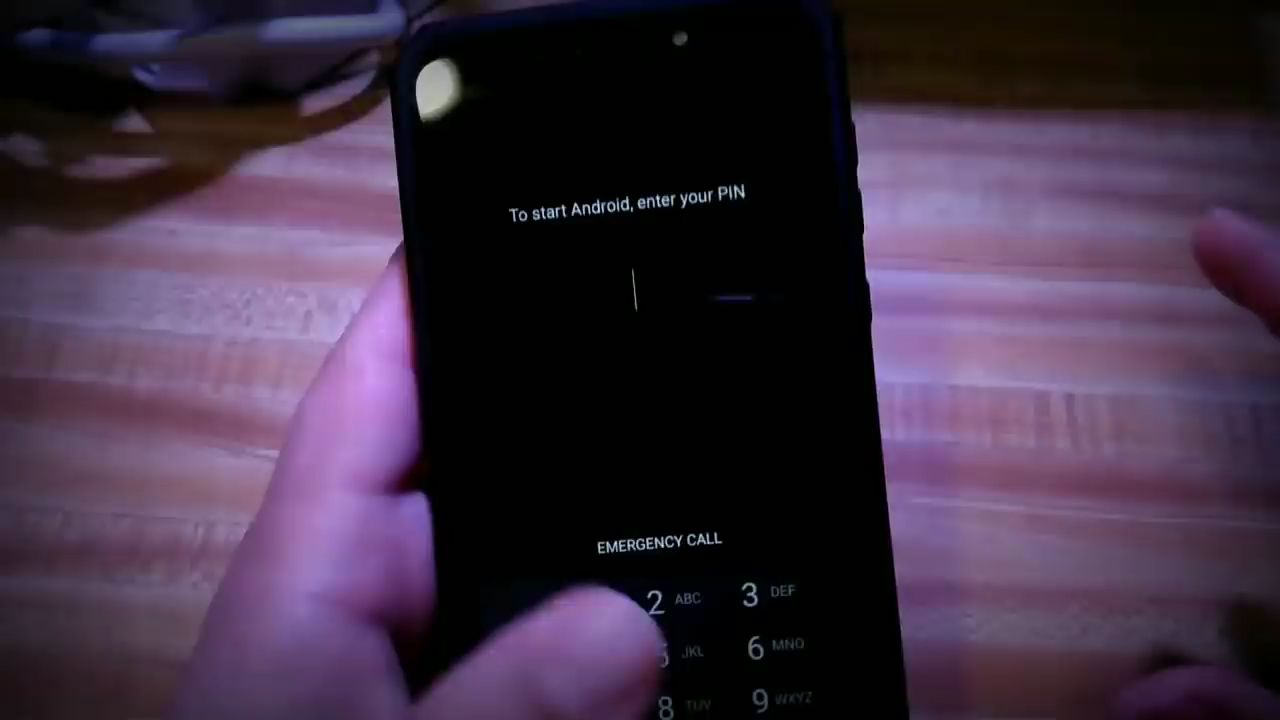 To start Android, enter your PIN
EMERGENCY CALL
2 ABC 3 DEF
5 JKL 6 MNO
8 TUV 9 WXYZ